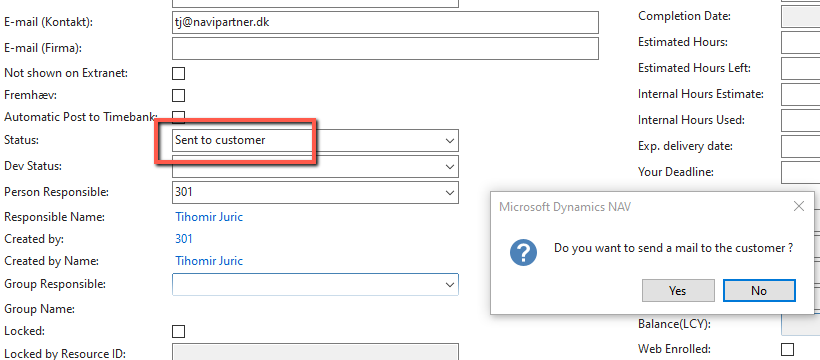 E-mail (Kontakt): tj@navipartner.dk
E-mail (Firma):
Not shown on Extranet:
Fremhæv:
Automatic Post to Timebank:
Status: Sent to customer
Dev Status:
Person Responsible: 301
Responsible Name: Tihomir Juric
Created by: 301
Created by Name: Tihomir Juric
Group Responsible:
Group Name:
Locked:
Locked by Resource ID:
Completion Date:
Estimated Hours:
Estimated Hours Left:
Internal Hours Estimate:
Internal Hours Used:
Exp. delivery date:
Your Deadline:
Microsoft Dynamics NAV
Do you want to send a mail to the customer ?
Yes No
Balance(LCY):
Web Enrolled: